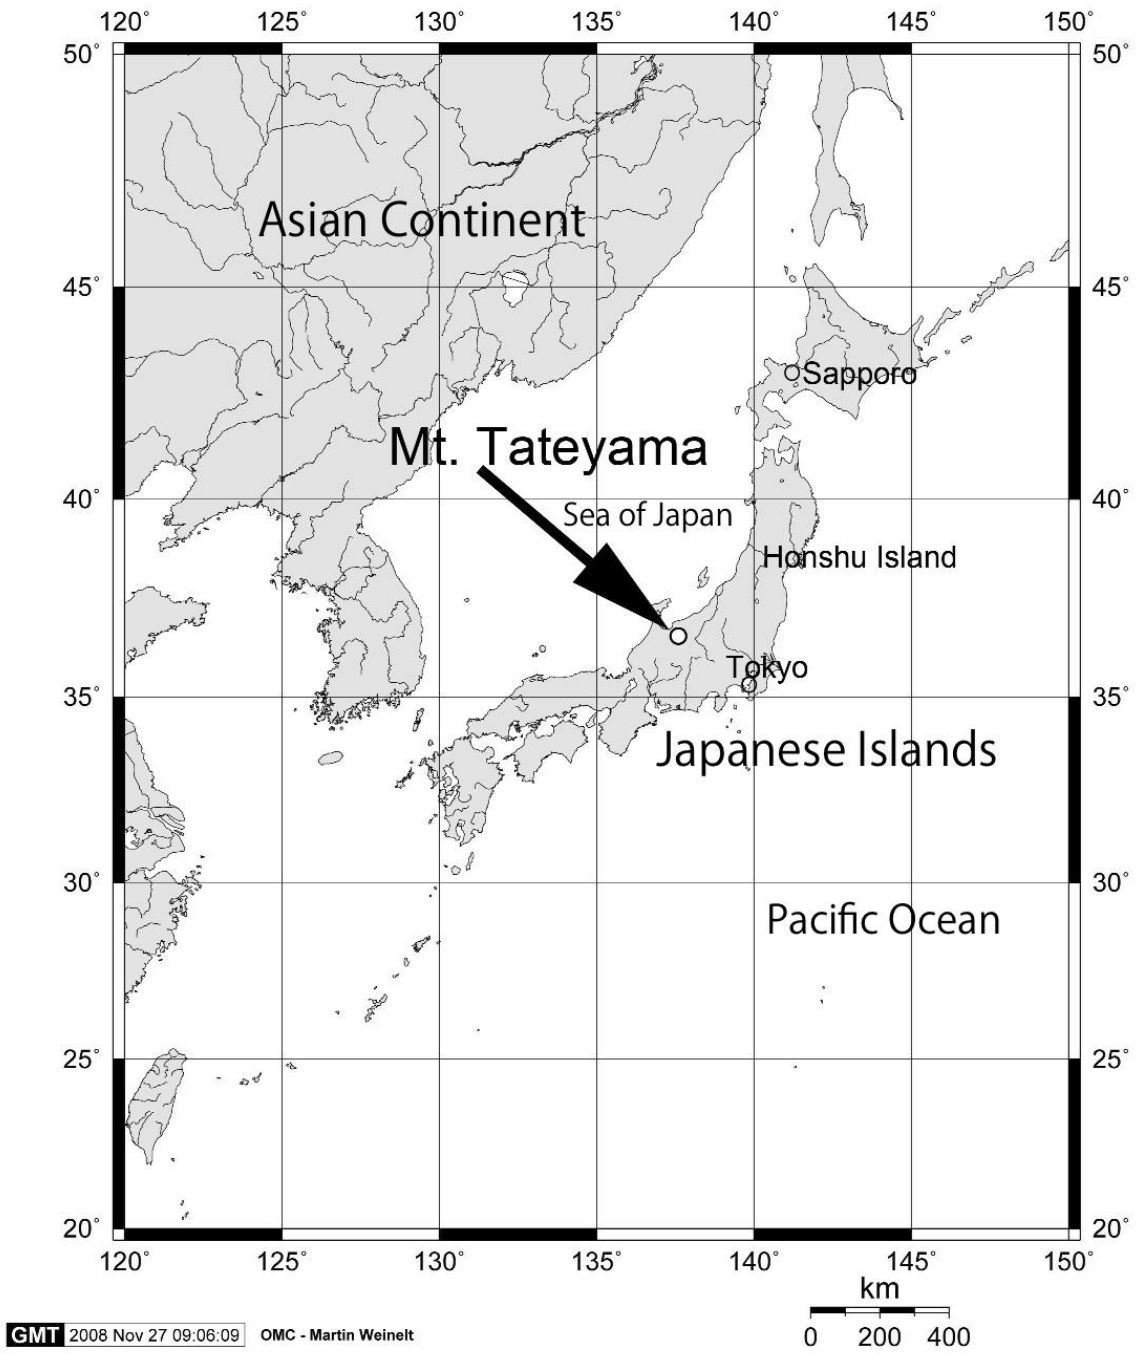 120° 125° 130° 135° 140° 145° 150°
50° 50°
Asian Continent
45° 45°
Sapporo
Mt. Tateyama
40° 40°
Sea of Japan
Honshu Island
Tokyo
35° 35°
Japanese Islands
30° 30°
Pacific Ocean
25° 25°
20° 20°
120° 125° 130° 135° 140° 145° 150°
km
0 200 400
GMT 2008 Nov 27 09:06:09 OMC - Martin Weinelt